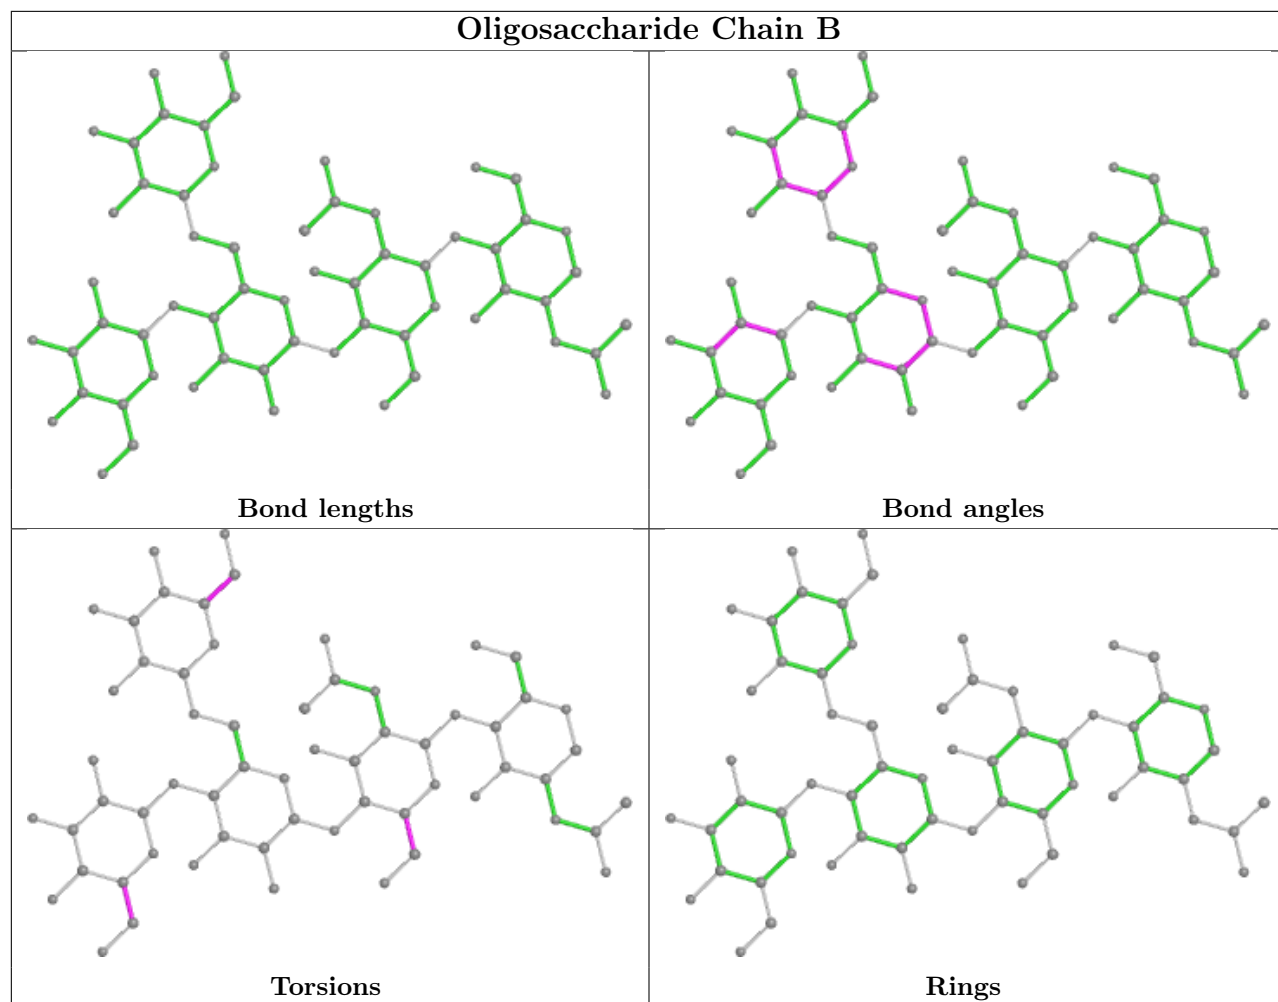 Oligosaccharide Chain B
Bond lengths
Bond angles
Torsions
Rings